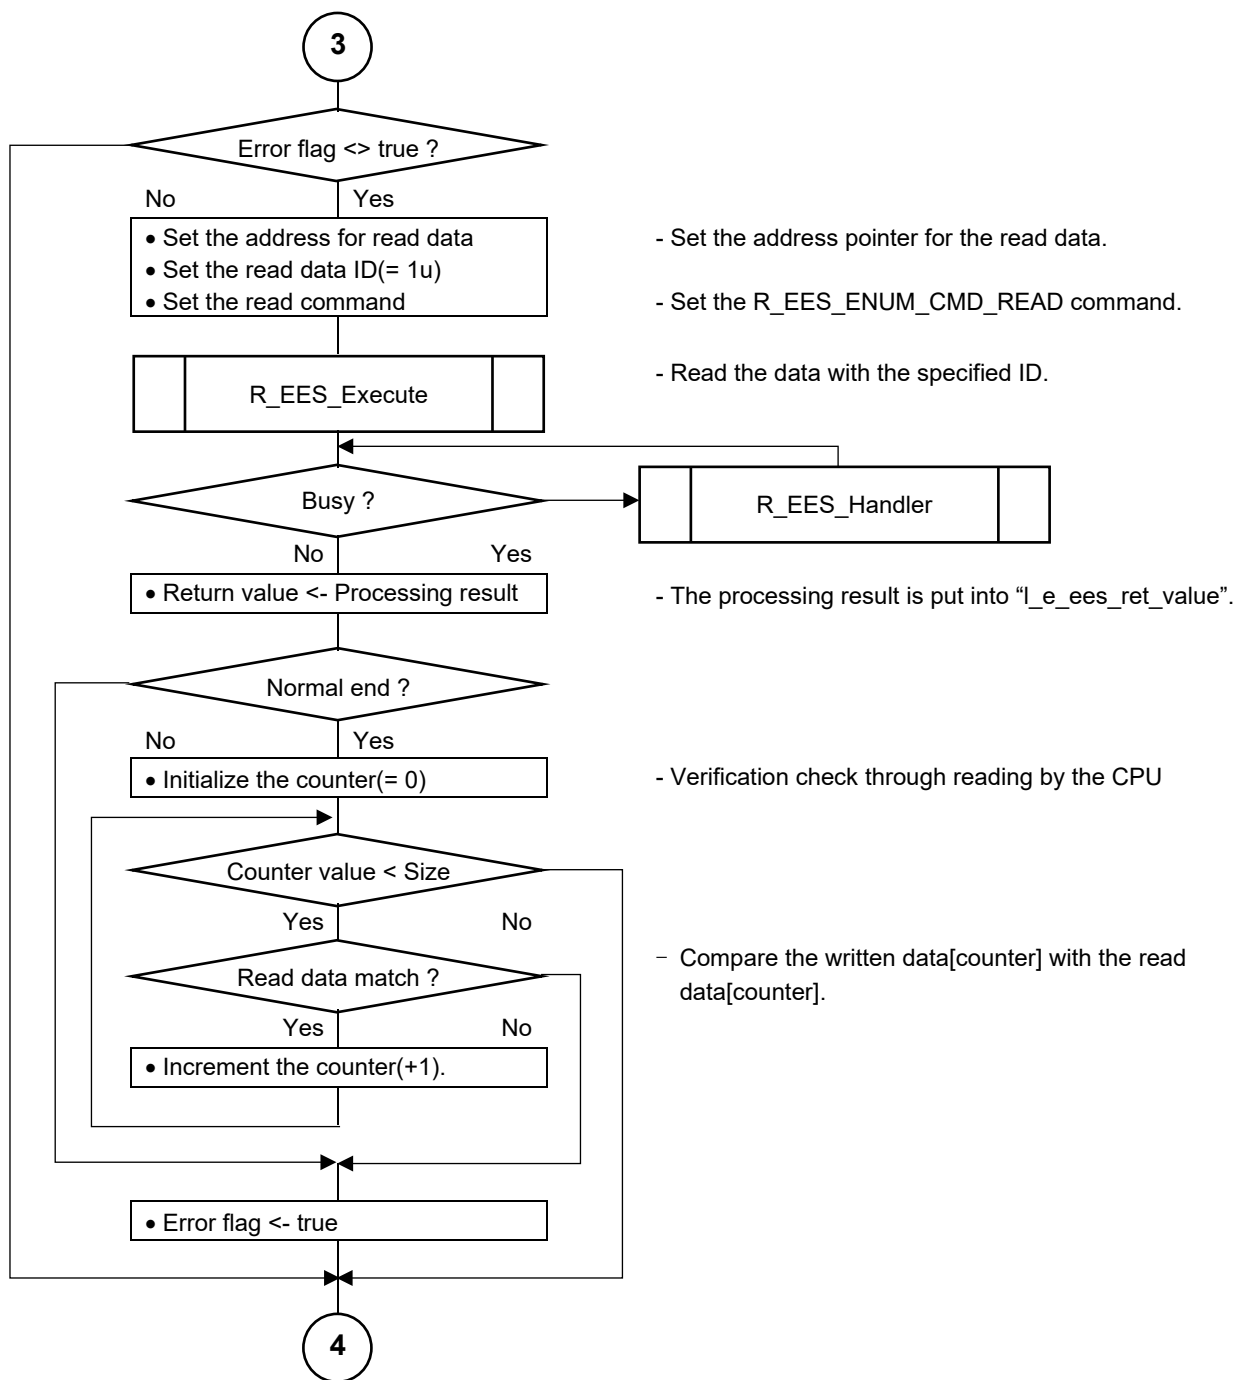 3
Error flag <> true ?
No
Yes
• Set the address for read data
- Set the address pointer for the read data.
• Set the read data ID(= 1u)
• Set the read command
- Set the R_EES_ENUM_CMD_READ command.
R_EES_Execute
- Read the data with the specified ID.
Busy ?
R_EES_Handler
No
Yes
• Return value <- Processing result
- The processing result is put into “l_e_ees_ret_value”.
Normal end ?
No
Yes
• Initialize the counter(= 0)
- Verification check through reading by the CPU
Counter value < Size
Yes
No
Read data match ?
− Compare the written data[counter] with the read
data[counter].
Yes
No
• Increment the counter(+1).
• Error flag <- true
4